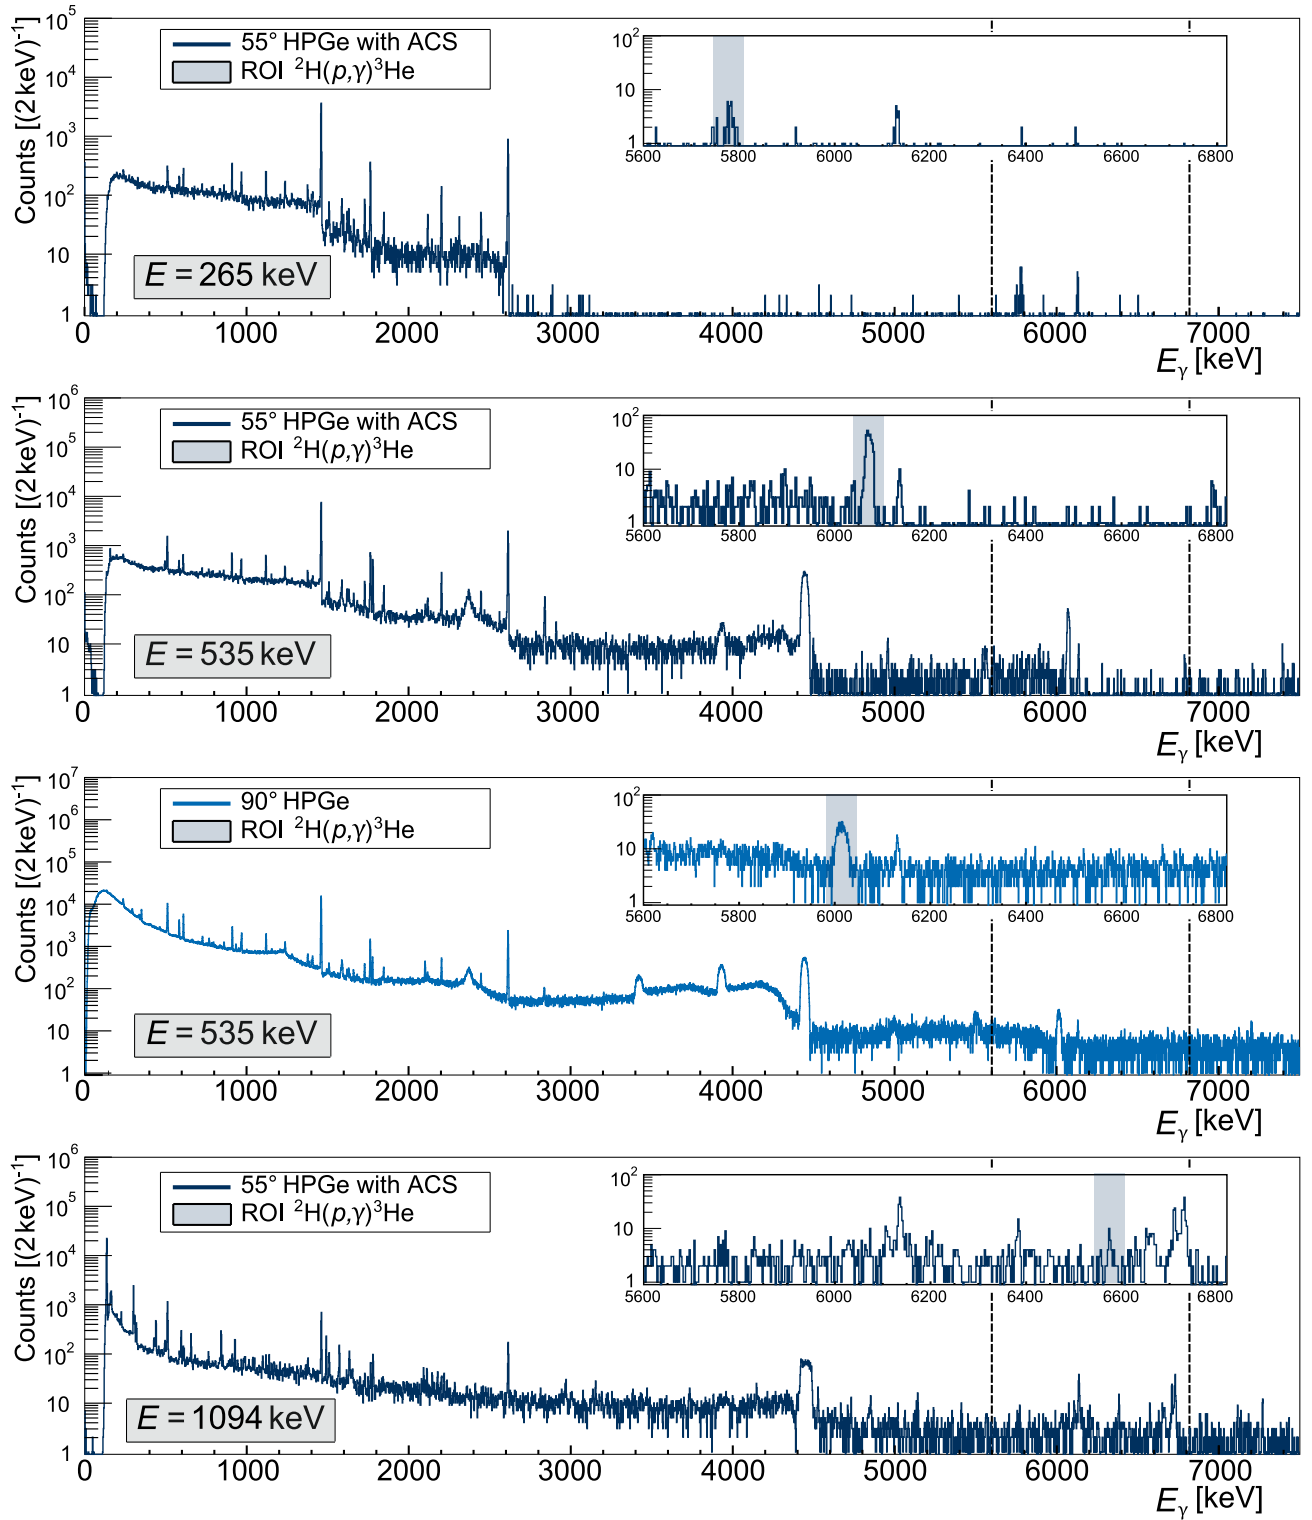 Counts [(2 keV)⁻¹]
10⁵
10⁴
10³
10²
10
1
55° HPGe with ACS
ROI ²H(p,γ)³He
10²
10
1
5600 5800 6000 6200 6400 6600 6800
E = 265 keV
0 1000 2000 3000 4000 5000 6000 7000
Eγ [keV]
Counts [(2 keV)⁻¹]
10⁶
10⁵
10⁴
10³
10²
10
1
55° HPGe with ACS
ROI ²H(p,γ)³He
10²
10
1
5600 5800 6000 6200 6400 6600 6800
E = 535 keV
0 1000 2000 3000 4000 5000 6000 7000
Eγ [keV]
Counts [(2 keV)⁻¹]
10⁷
10⁶
10⁵
10⁴
10³
10²
10
1
90° HPGe
ROI ²H(p,γ)³He
10²
10
1
5600 5800 6000 6200 6400 6600 6800
E = 535 keV
0 1000 2000 3000 4000 5000 6000 7000
Eγ [keV]
Counts [(2 keV)⁻¹]
10⁶
10⁵
10⁴
10³
10²
10
1
55° HPGe with ACS
ROI ²H(p,γ)³He
10²
10
1
5600 5800 6000 6200 6400 6600 6800
E = 1094 keV
0 1000 2000 3000 4000 5000 6000 7000
Eγ [keV]